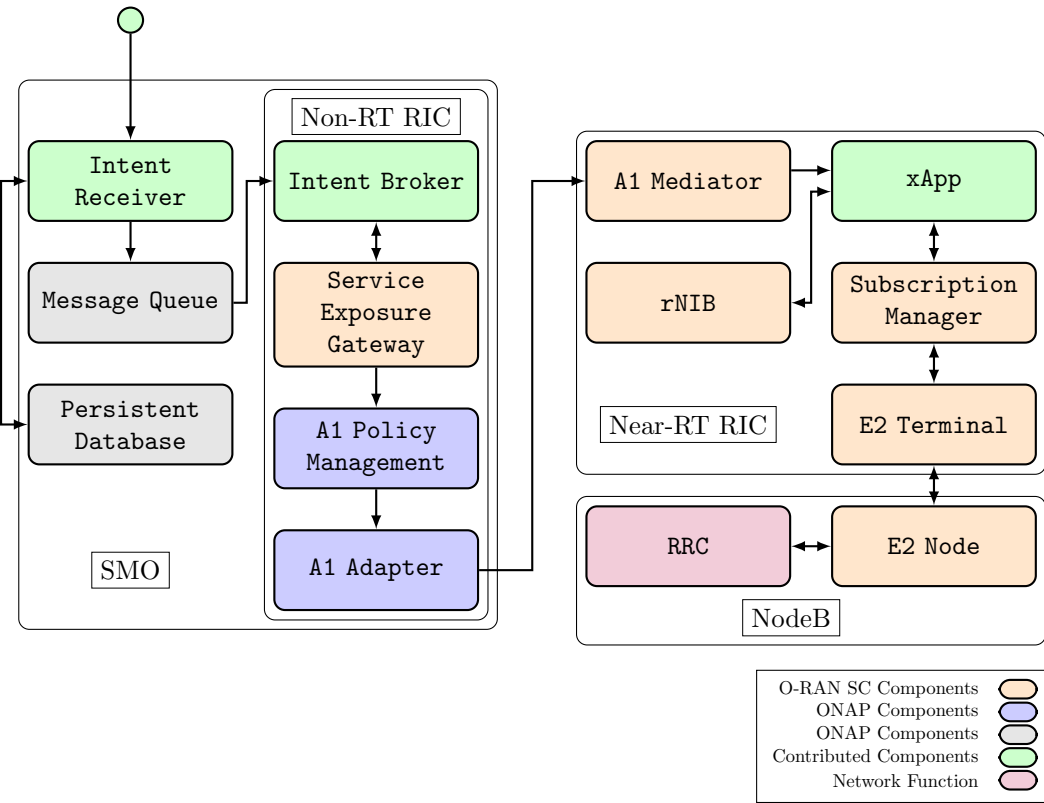 Non-RT RIC
Intent
Receiver
Intent Broker
A1 Mediator
xApp
Message Queue
Service
Exposure
Gateway
rNIB
Subscription
Manager
Persistent
Database
A1 Policy
Management
Near-RT RIC
E2 Terminal
SMO
A1 Adapter
RRC
E2 Node
NodeB
O-RAN SC Components
ONAP Components
ONAP Components
Contributed Components
Network Function